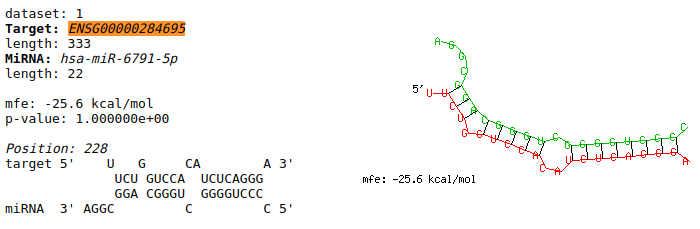 dataset: 1
Target: ENSG00000284695
length: 333
MiRNA: hsa-miR-6791-5p
length: 22
mfe: -25.6 kcal/mol
p-value: 1.000000e+00
Position: 228
target 5'    U   G     CA        A 3'
              UCU GUCCA  UCUCAGGG
              GGA CGGGU  GGGGUCCC
miRNA  3' AGGC         C         C 5'
5'
mfe: -25.6 kcal/mol